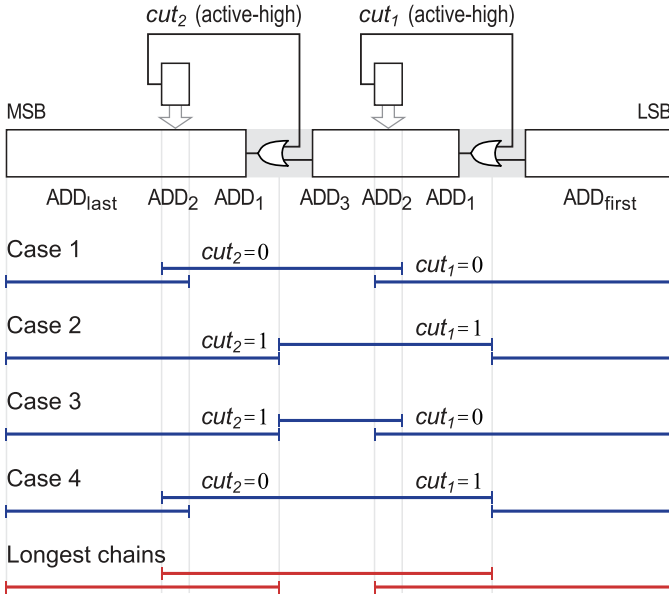 cut2 (active-high) cut1 (active-high)
MSB LSB
ADDlast ADD2 ADD1 ADD3 ADD2 ADD1 ADDfirst
Case 1
cut2=0 cut1=0
Case 2
cut2=1 cut1=1
Case 3
cut2=1 cut1=0
Case 4
cut2=0 cut1=1
Longest chains